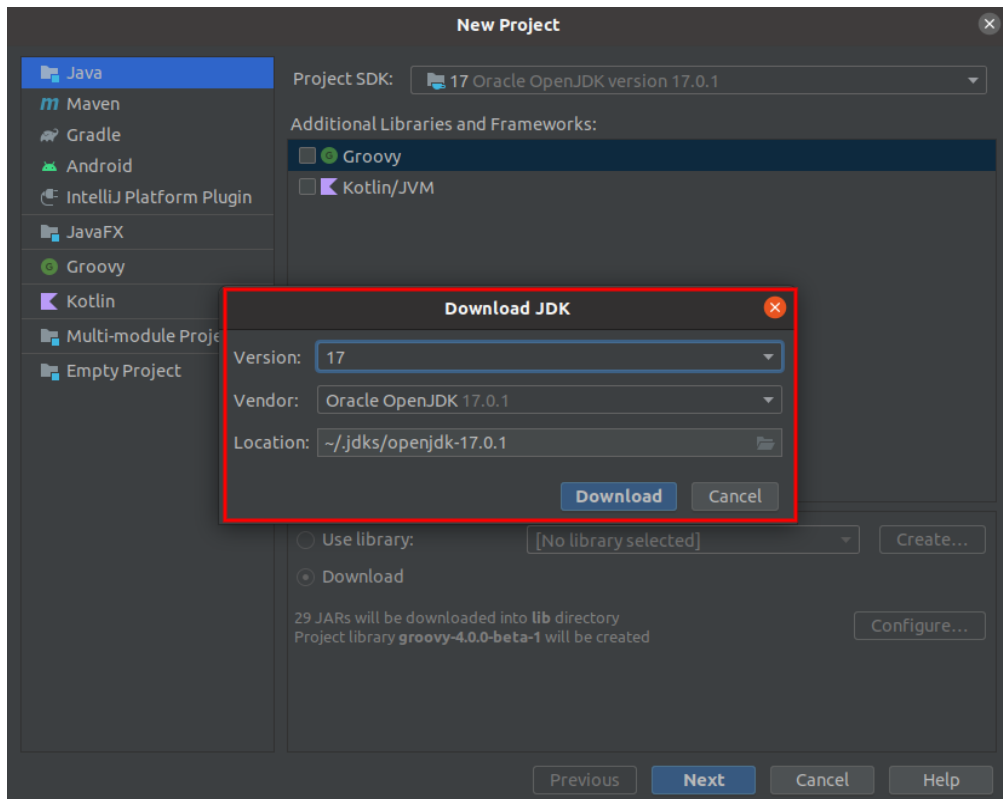 New Project
Java
Maven
Gradle
Android
IntelliJ Platform Plugin
JavaFX
Groovy
Kotlin
Multi-module Proje
Empty Project
Project SDK: 17 Oracle OpenJDK version 17.0.1
Additional Libraries and Frameworks:
Groovy
Kotlin/JVM
Download JDK
Version: 17
Vendor: Oracle OpenJDK 17.0.1
Location: ~/.jdks/openjdk-17.0.1
Download Cancel
Use library: [No library selected] Create...
Download
29 JARs will be downloaded into lib directory
Project library groovy-4.0.0-beta-1 will be created
Configure...
Previous Next Cancel Help